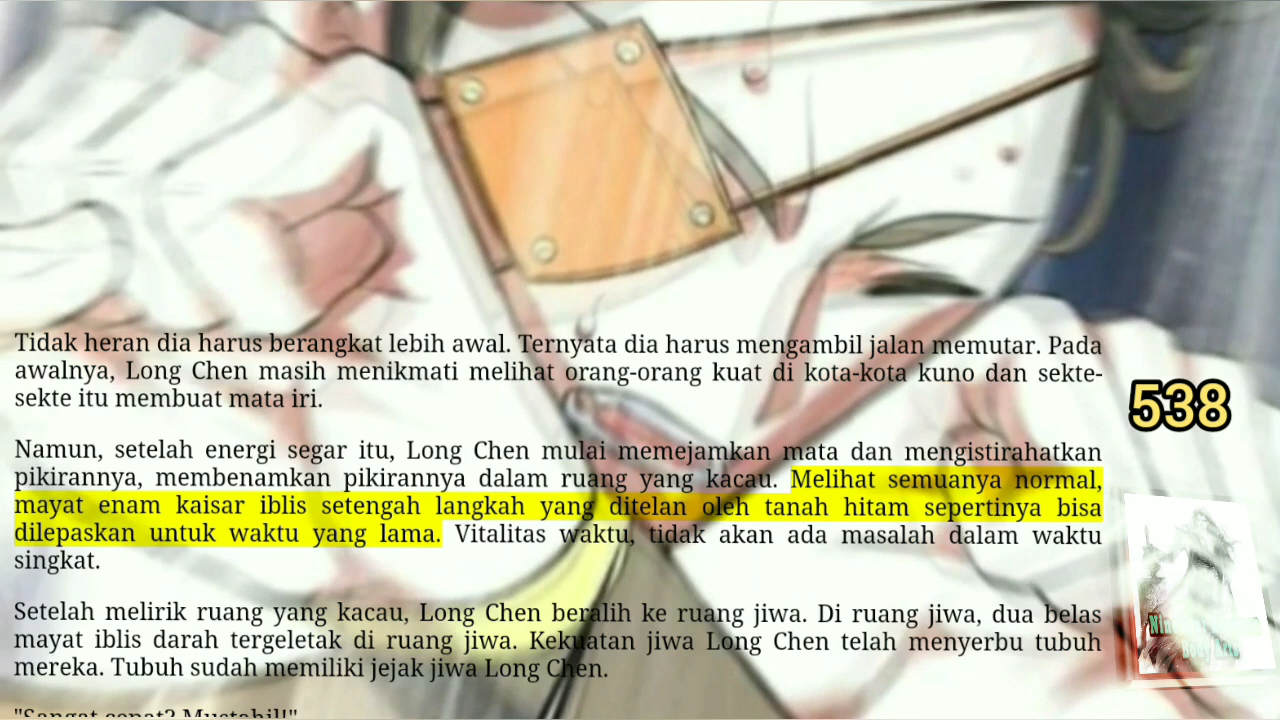 Tidak heran dia harus berangkat lebih awal. Ternyata dia harus mengambil jalan memutar. Pada
awalnya, Long Chen masih menikmati melihat orang-orang kuat di kota-kota kuno dan sekte-
sekte itu membuat mata iri.
538
Namun, setelah energi segar itu, Long Chen mulai memejamkan mata dan mengistirahatkan
pikirannya, membenamkan pikirannya dalam ruang yang kacau. Melihat semuanya normal,
mayat enam kaisar iblis setengah langkah yang ditelan oleh tanah hitam sepertinya bisa
dilepaskan untuk waktu yang lama. Vitalitas waktu, tidak akan ada masalah dalam waktu
singkat.
Setelah melirik ruang yang kacau, Long Chen beralih ke ruang jiwa. Di ruang jiwa, dua belas
mayat iblis darah tergeletak di ruang jiwa. Kekuatan jiwa Long Chen telah menyerbu tubuh
mereka. Tubuh sudah memiliki jejak jiwa Long Chen.
"Sangat cepat? Mustahil!"